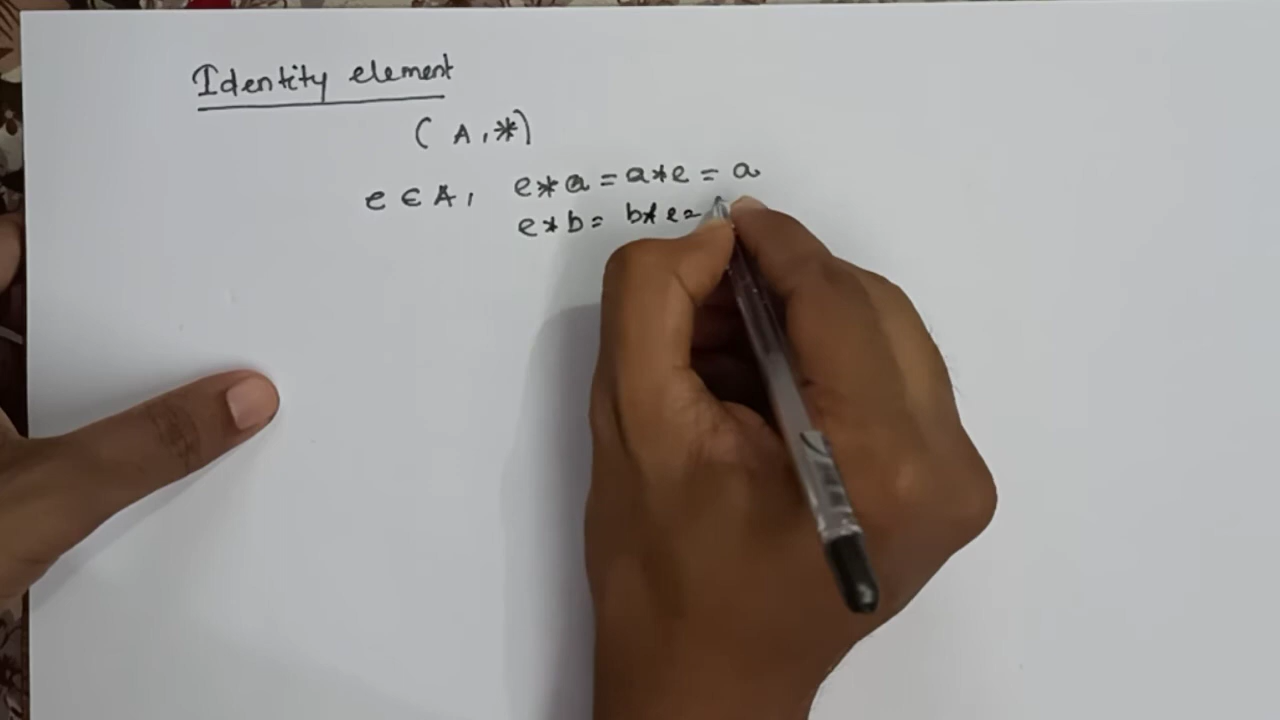 Identity element
(A, *)
e ∈ A, e*a = a*e = a
e*b = b*e =